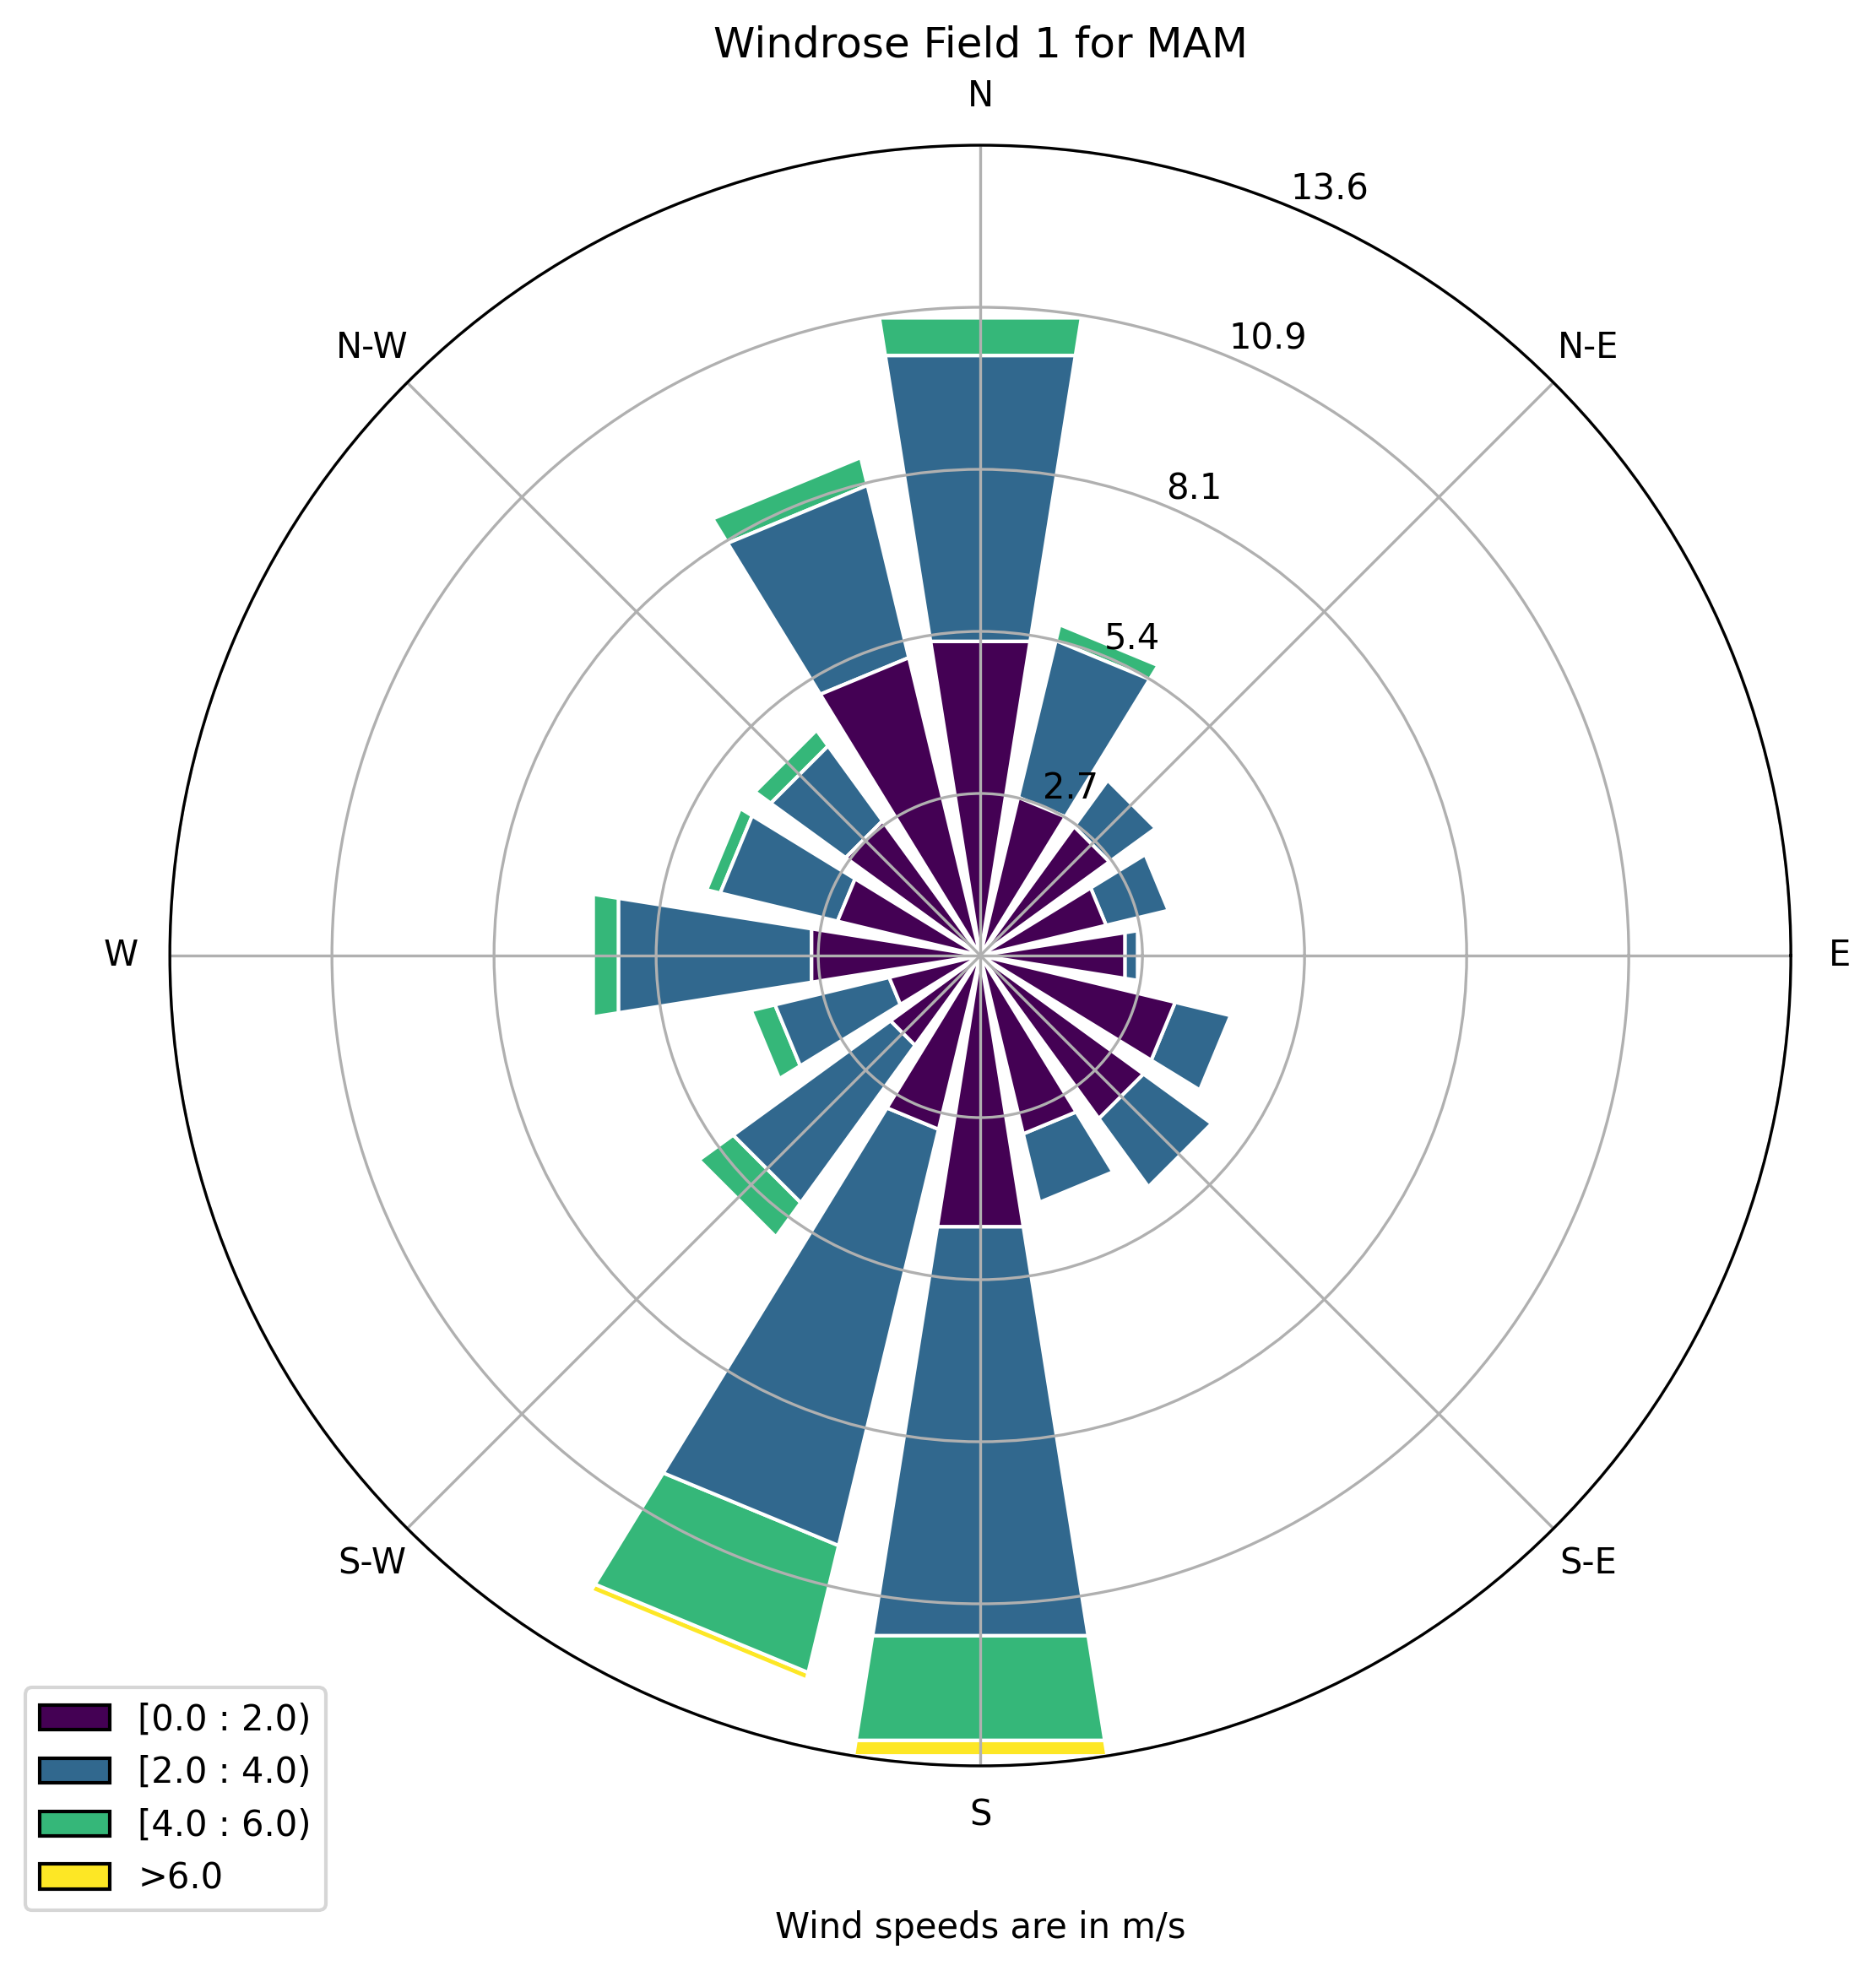 Windrose Field 1 for MAM
N
13.6
10.9
N-W
N-E
8.1
5.4
2.7
W
E
S-W
S-E
[0.0 : 2.0)
[2.0 : 4.0)
S
[4.0 : 6.0)
>6.0
Wind speeds are in m/s